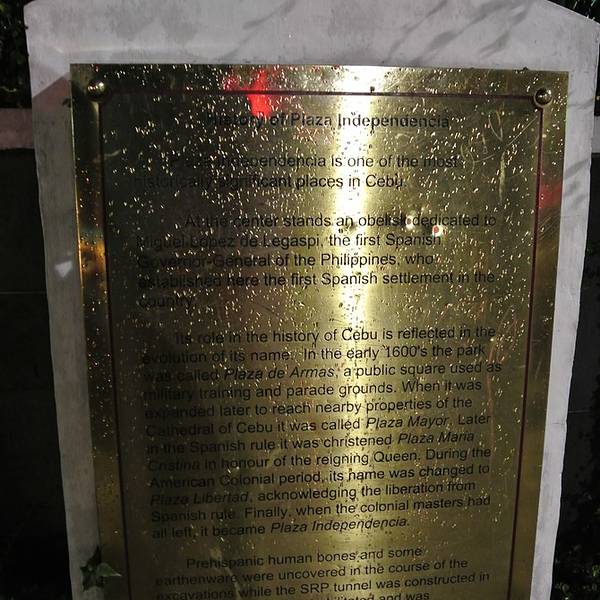 History of Plaza Independencia
Plaza Independencia is one of the most
historically significant places in Cebu.
At the center stands an obelisk dedicated to
Miguel Lopez de Legaspi, the first Spanish
Governor-General of the Philippines, who
established here the first Spanish settlement in the
country.
Its role in the history of Cebu is reflected in the
evolution of its name. In the early 1600's the park
was called Plaza de Armas, a public square used as
military training and parade grounds. When it was
expanded later to reach nearby properties of the
Cathedral of Cebu it was called Plaza Mayor. Later
in the Spanish rule it was christened Plaza Maria
Cristina in honour of the reigning Queen. During the
American Colonial period, its name was changed to
Plaza Libertad, acknowledging the liberation from
Spanish rule. Finally, when the colonial masters had
all left, it became Plaza Independencia.
Prehispanic human bones and some
earthenware were uncovered in the course of the
excavations while the SRP tunnel was constructed in
and was